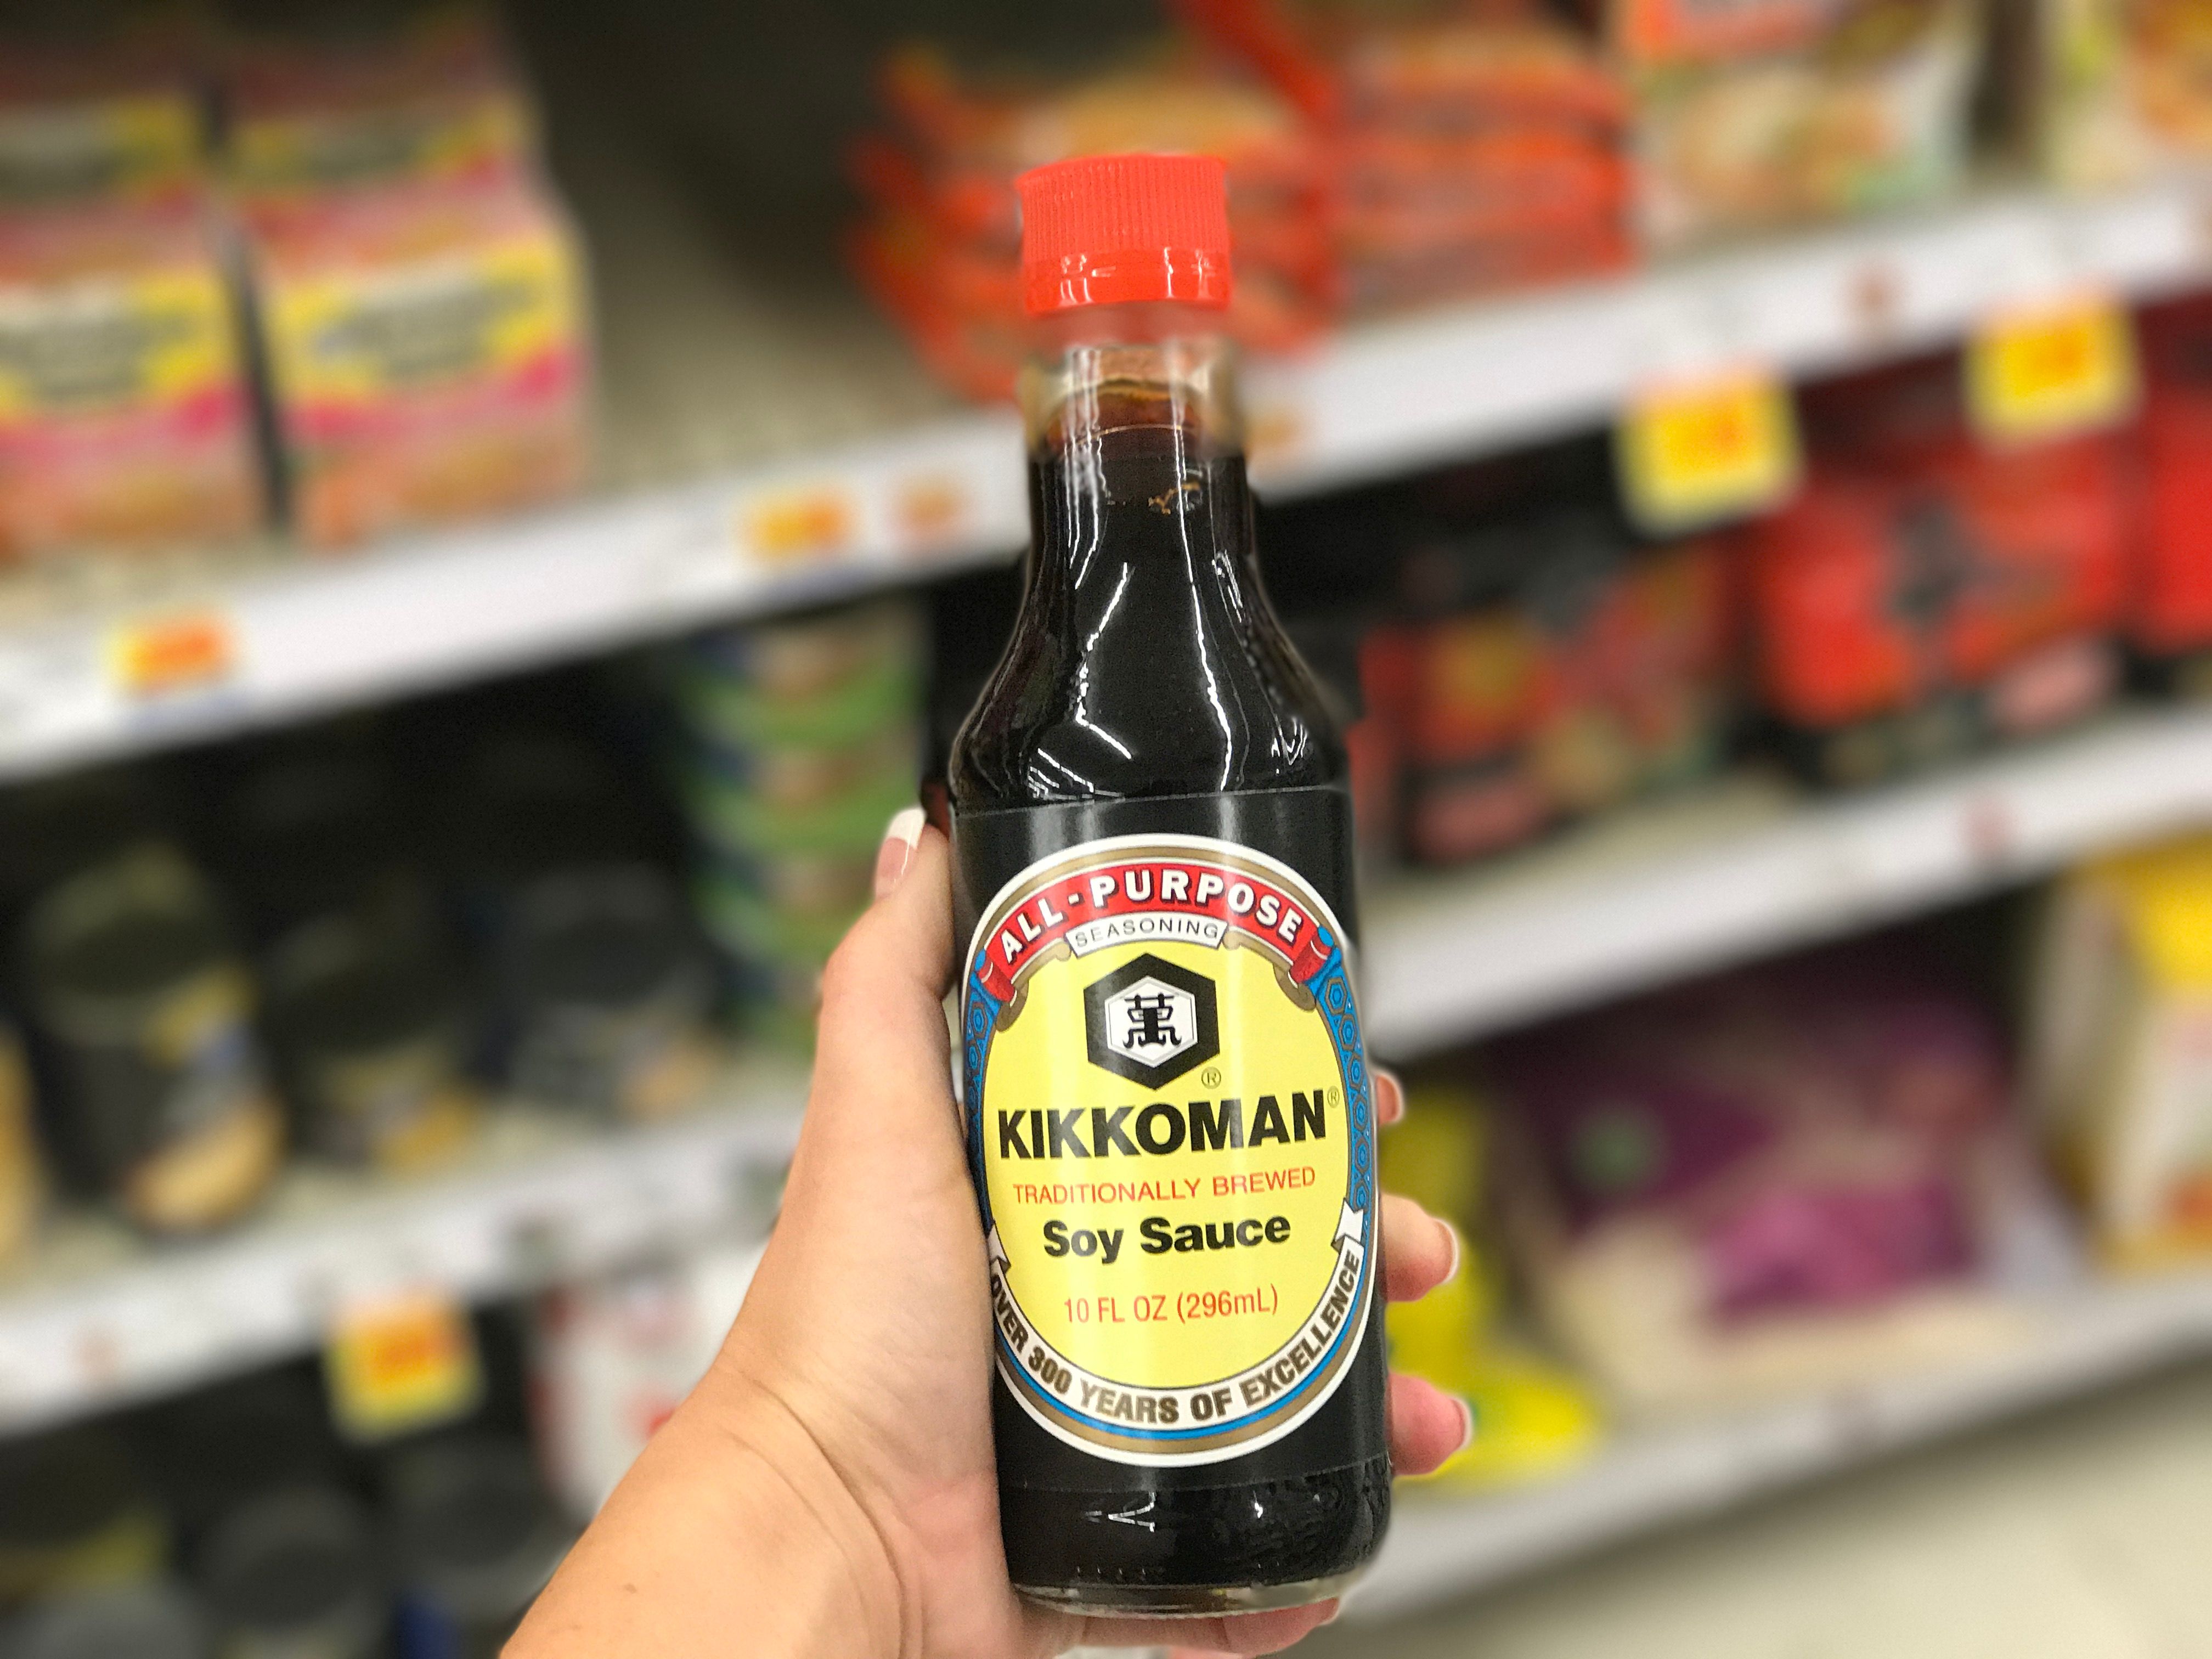 ALL-PURPOSE
SEASONING
萬
®
KIKKOMAN®
TRADITIONALLY BREWED
Soy Sauce
10 FL OZ (296mL)
OVER 300 YEARS OF EXCELLENCE